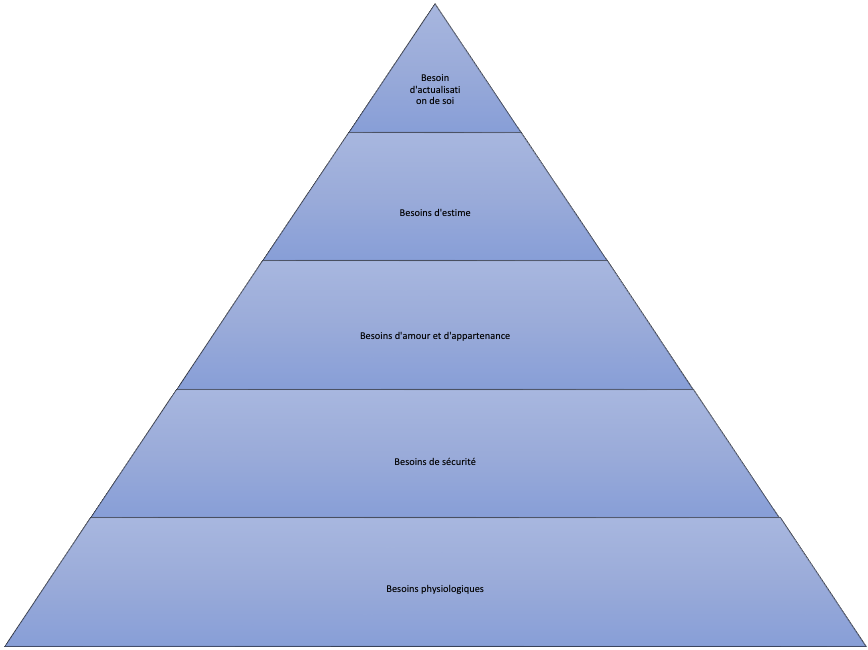 Besoin
d'actualisati
on de soi
Besoins d'estime
Besoins d'amour et d'appartenance
Besoins de sécurité
Besoins physiologiques